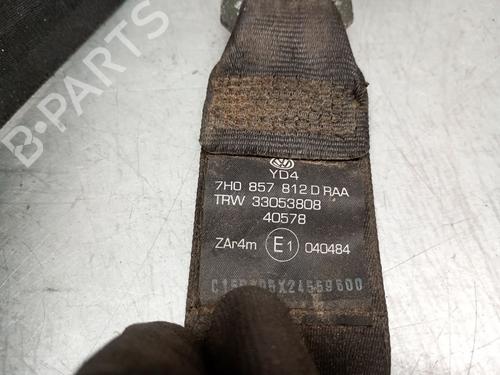 B-PARTS
YD4
7H0 857 812 D RAA
TRW 33053808
40578
ZAr4m E1 040484